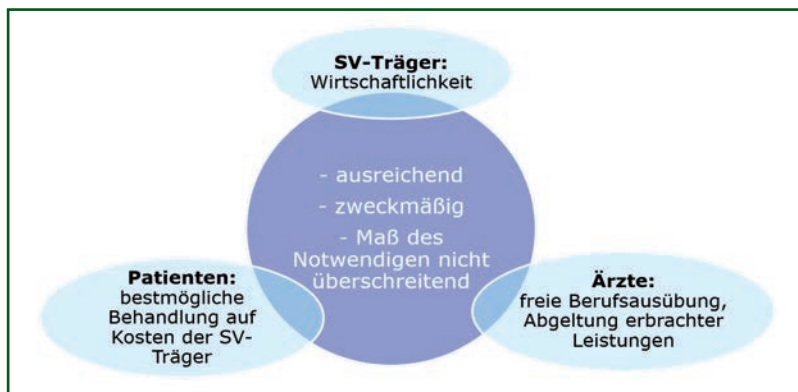 SV-Träger:
Wirtschaftlichkeit
- ausreichend
- zweckmäßig
- Maß des
Notwendigen nicht
überschreitend
Patienten:
bestmögliche
Behandlung auf
Kosten der SV-
Träger
Ärzte:
freie Berufsausübung,
Abgeltung erbrachter
Leistungen